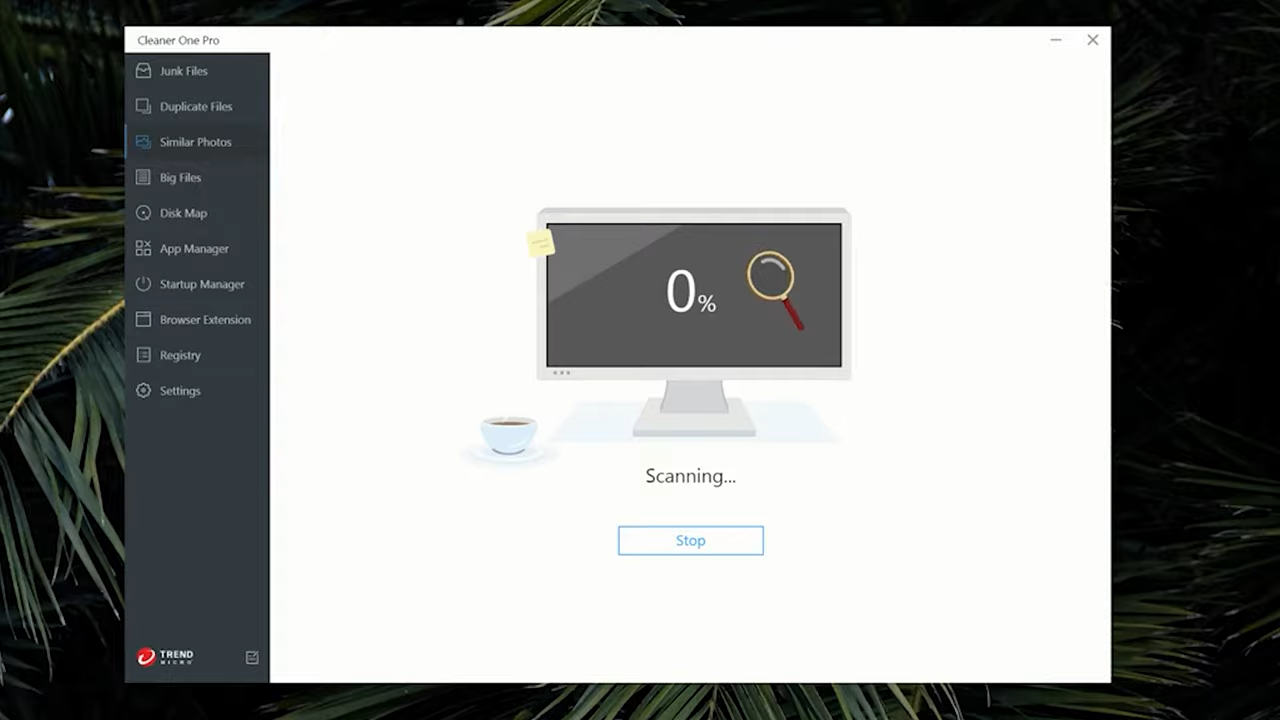 Cleaner One Pro
Junk Files
Duplicate Files
Similar Photos
Big Files
Disk Map
App Manager
Startup Manager
Browser Extension
Registry
Settings
0%
Scanning...
Stop
TREND
MICRO